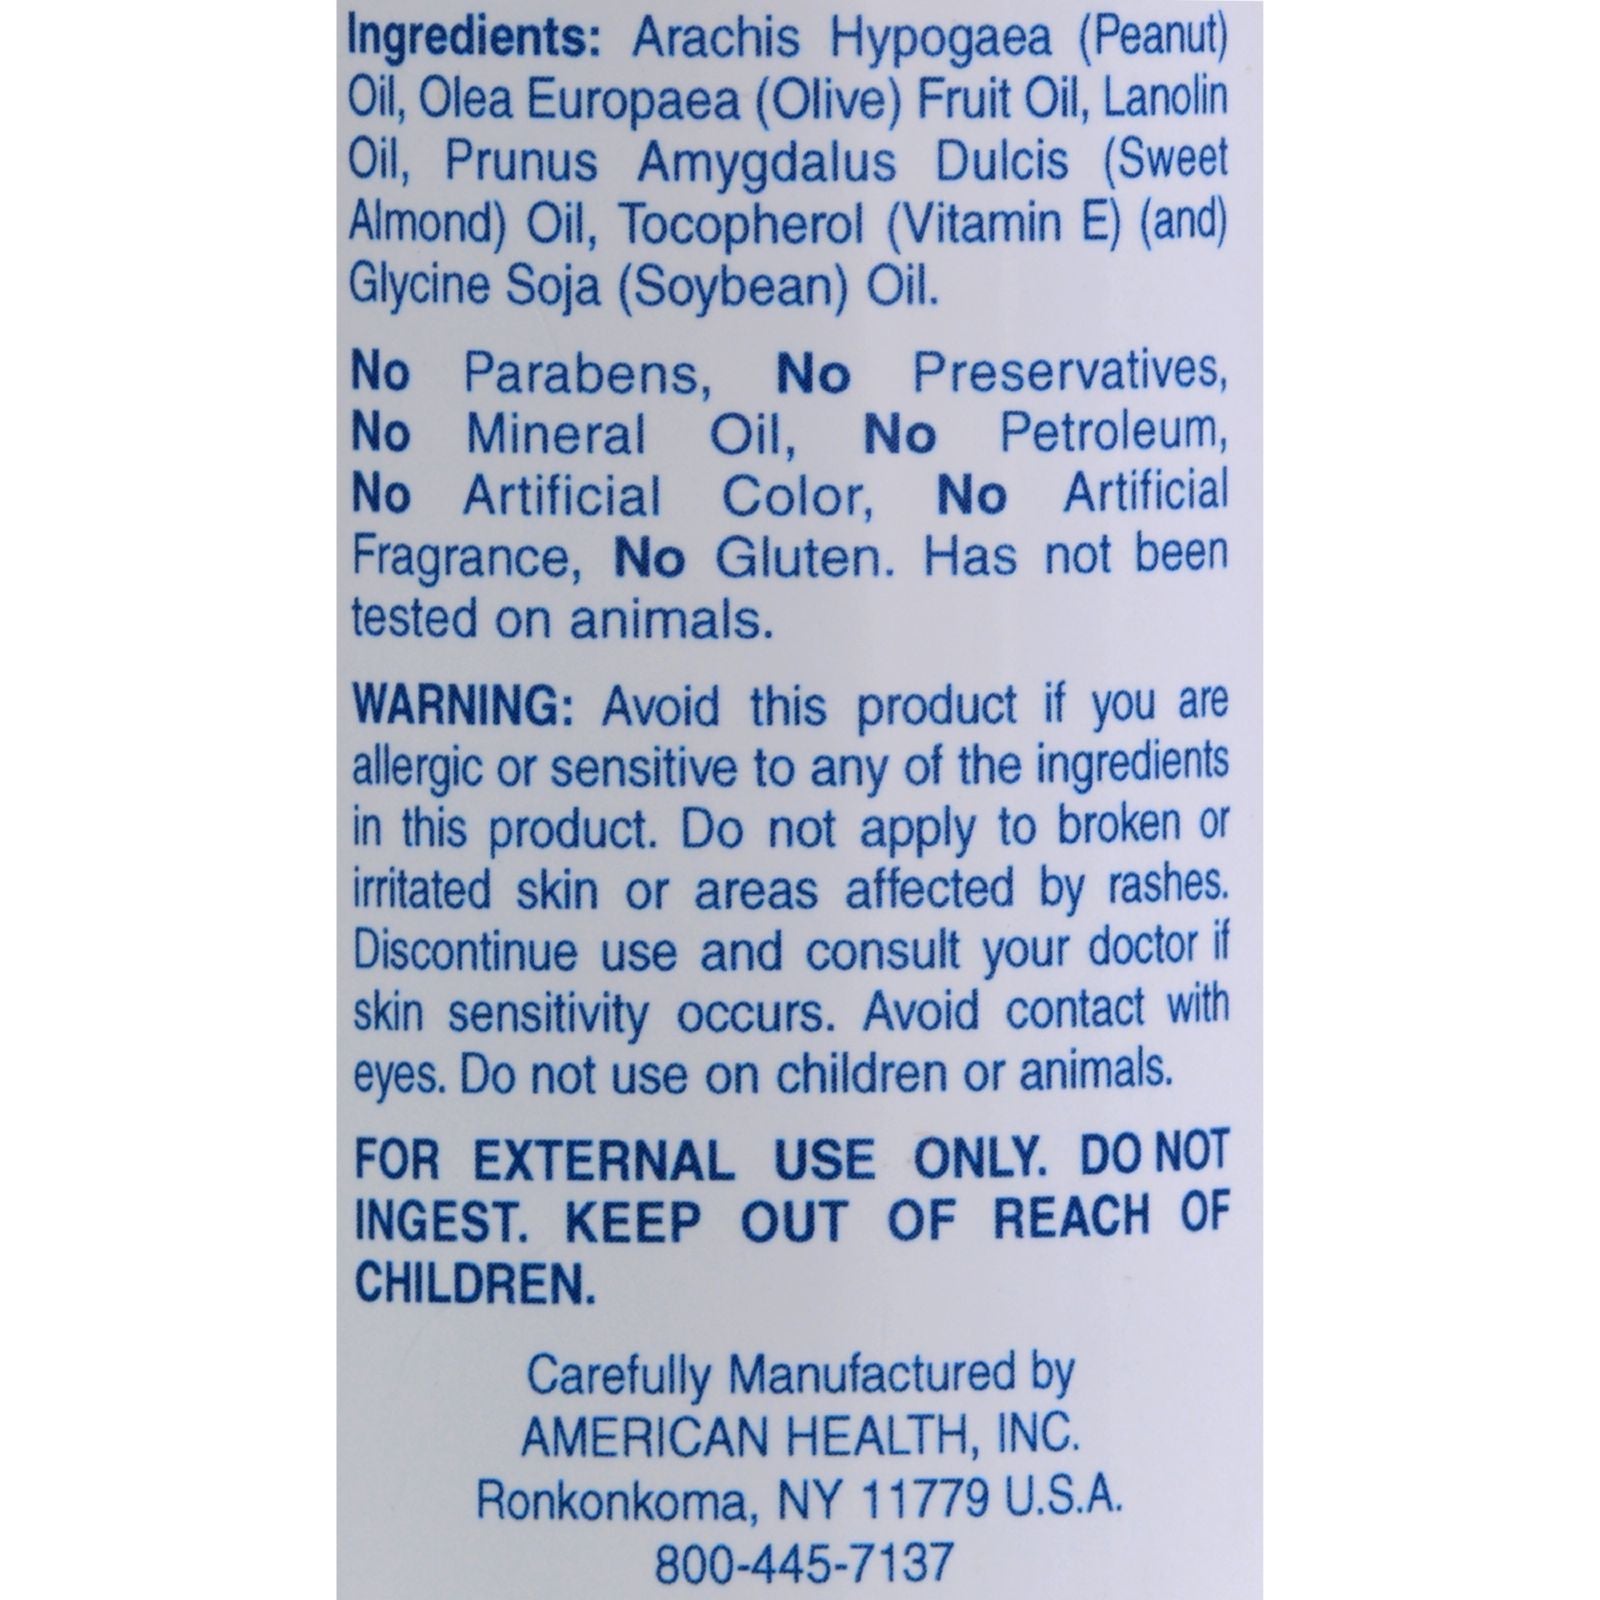 Ingredients: Arachis Hypogaea (Peanut)
Oil, Olea Europaea (Olive) Fruit Oil, Lanolin
Oil, Prunus Amygdalus Dulcis (Sweet
Almond) Oil, Tocopherol (Vitamin E) (and)
Glycine Soja (Soybean) Oil.
No Parabens, No Preservatives,
No Mineral Oil, No Petroleum,
No Artificial Color, No Artificial
Fragrance, No Gluten. Has not been
tested on animals.
WARNING: Avoid this product if you are
allergic or sensitive to any of the ingredients
in this product. Do not apply to broken or
irritated skin or areas affected by rashes.
Discontinue use and consult your doctor if
skin sensitivity occurs. Avoid contact with
eyes. Do not use on children or animals.
FOR EXTERNAL USE ONLY. DO NOT
INGEST. KEEP OUT OF REACH OF
CHILDREN.
Carefully Manufactured by
AMERICAN HEALTH, INC.
Ronkonkoma, NY 11779 U.S.A.
800-445-7137